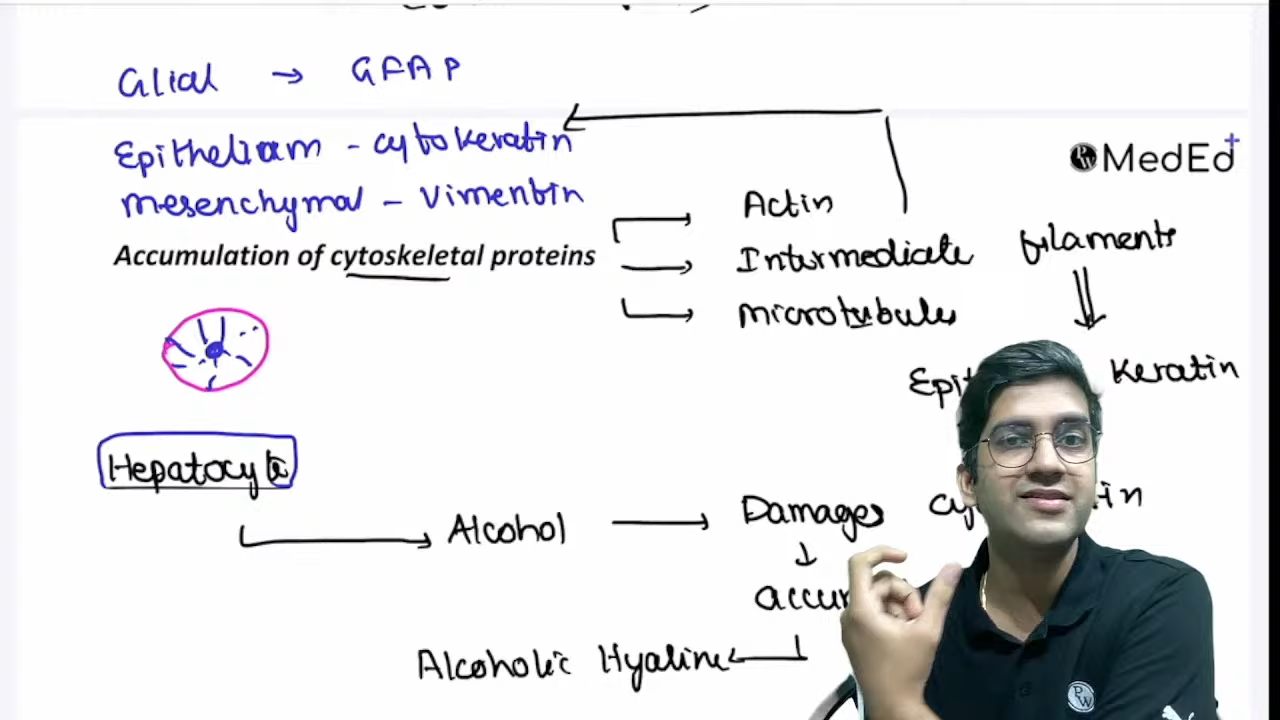 Glial → GFAP
Epithelium - cytokeratin
Mesenchymal - Vimentin
MedEd
Actin
Accumulation of cytoskeletal proteins
Intermediate filaments
Microtubules
Keratin
Hepatocyte
Alcohol → Damages
Alcoholic Hyaline
PW